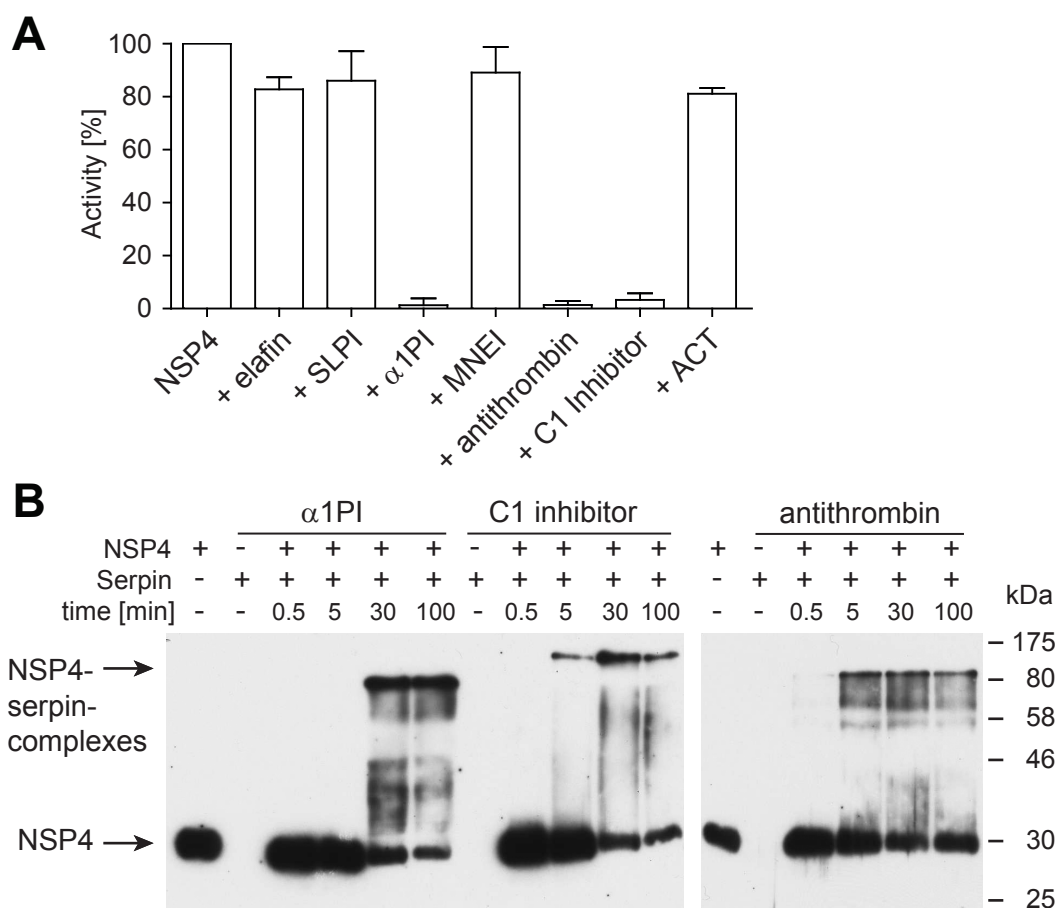 A
Activity [%]
100
80
60
40
20
0
NSP4
+ elafin
+ SLPI
+ α1PI
+ MNEI
+ antithrombin
+ C1 Inhibitor
+ ACT
B
α1PI C1 inhibitor antithrombin
NSP4 + - + + + + - + + + + + - + + + +
Serpin - + + + + + + + + + + - + + + + +
time [min] - - 0.5 5 30 100 - 0.5 5 30 100 - - 0.5 5 30 100
kDa
NSP4-
serpin-
complexes
NSP4
– 175
– 80
– 58
– 46
– 30
– 25